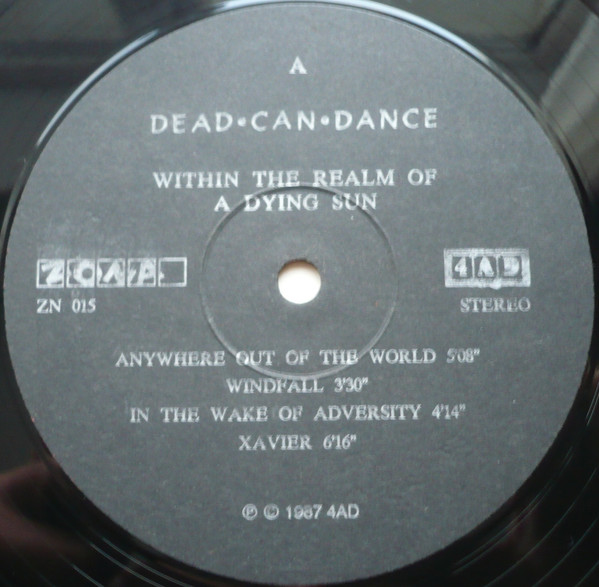 A
DEAD•CAN•DANCE
WITHIN THE REALM OF
A DYING SUN
4AD
ZN 015
STEREO
ANYWHERE OUT OF THE WORLD 5'08"
WINDFALL 3'30"
IN THE WAKE OF ADVERSITY 4'14"
XAVIER 6'16"
℗ © 1987 4AD